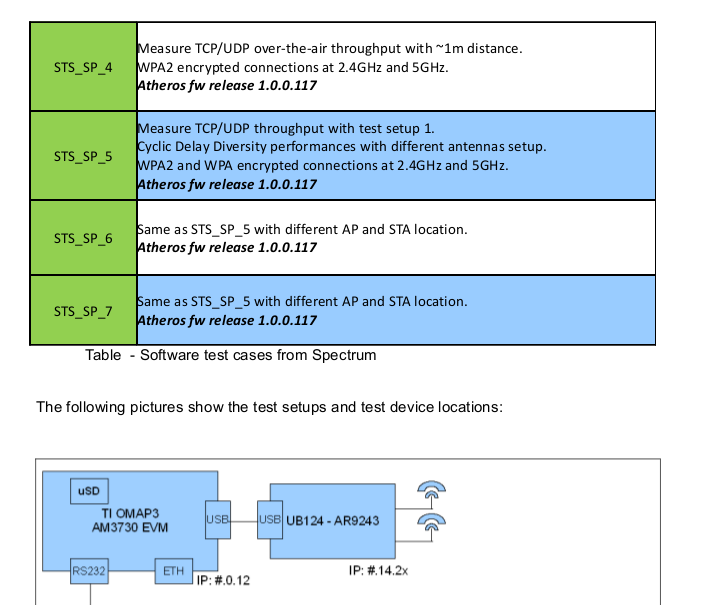 STS_SP_4
Measure TCP/UDP over-the-air throughput with ~1m distance.
WPA2 encrypted connections at 2.4GHz and 5GHz.
Atheros fw release 1.0.0.117
STS_SP_5
Measure TCP/UDP throughput with test setup 1.
Cyclic Delay Diversity performances with different antennas setup.
WPA2 and WPA encrypted connections at 2.4GHz and 5GHz.
Atheros fw release 1.0.0.117
STS_SP_6
Same as STS_SP_5 with different AP and STA location.
Atheros fw release 1.0.0.117
STS_SP_7
Same as STS_SP_5 with different AP and STA location.
Atheros fw release 1.0.0.117
Table  - Software test cases from Spectrum
The following pictures show the test setups and test device locations:
uSD
TI OMAP3
AM3730 EVM
USB
USB
UB124 - AR9243
RS232
ETH
IP: #.0.12
IP: #.14.2x